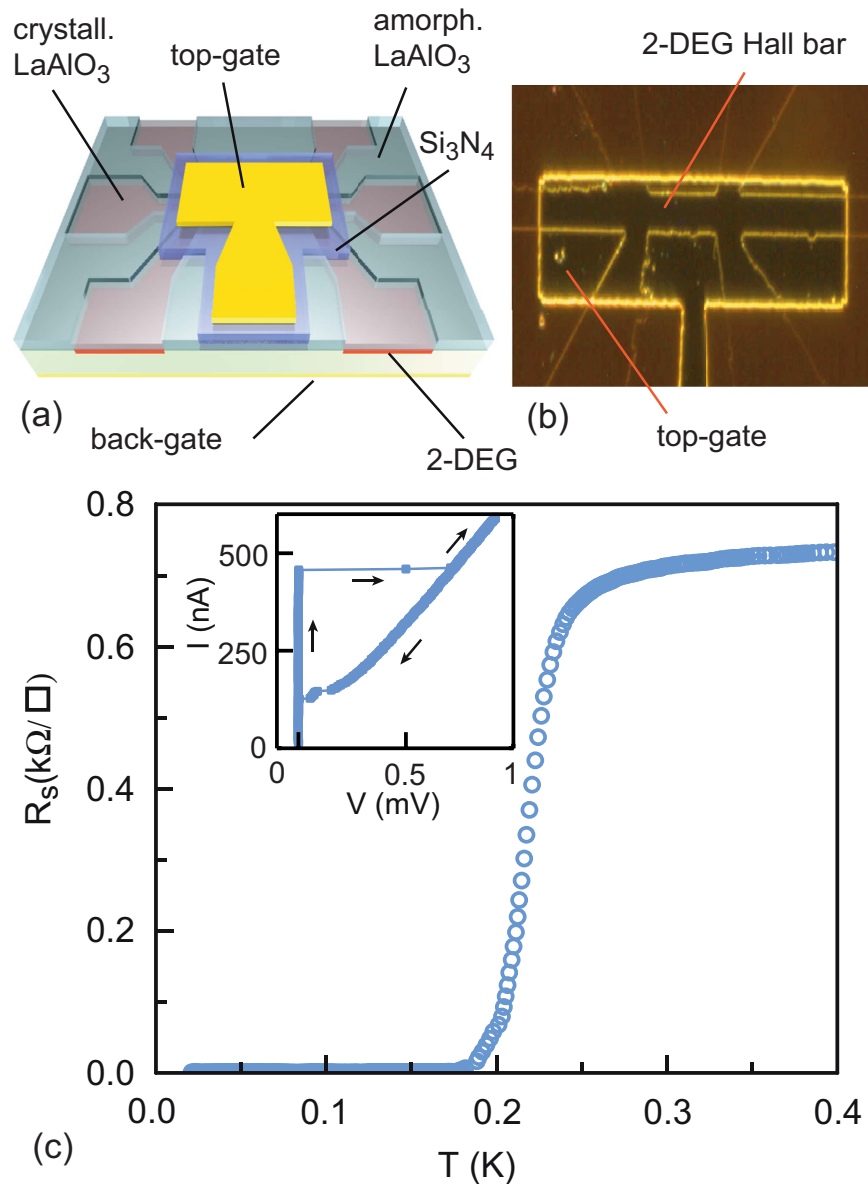 crystall.
LaAlO₃
top-gate
amorph.
LaAlO₃
Si₃N₄
(a)
back-gate
2-DEG
2-DEG Hall bar
(b)
top-gate
0.8
0.6
0.4
0.2
0.0
Rₛ(kΩ/□)
500
250
0
I (nA)
0
0.5
1
V (mV)
0.0
0.1
0.2
0.3
0.4
(c)
T (K)